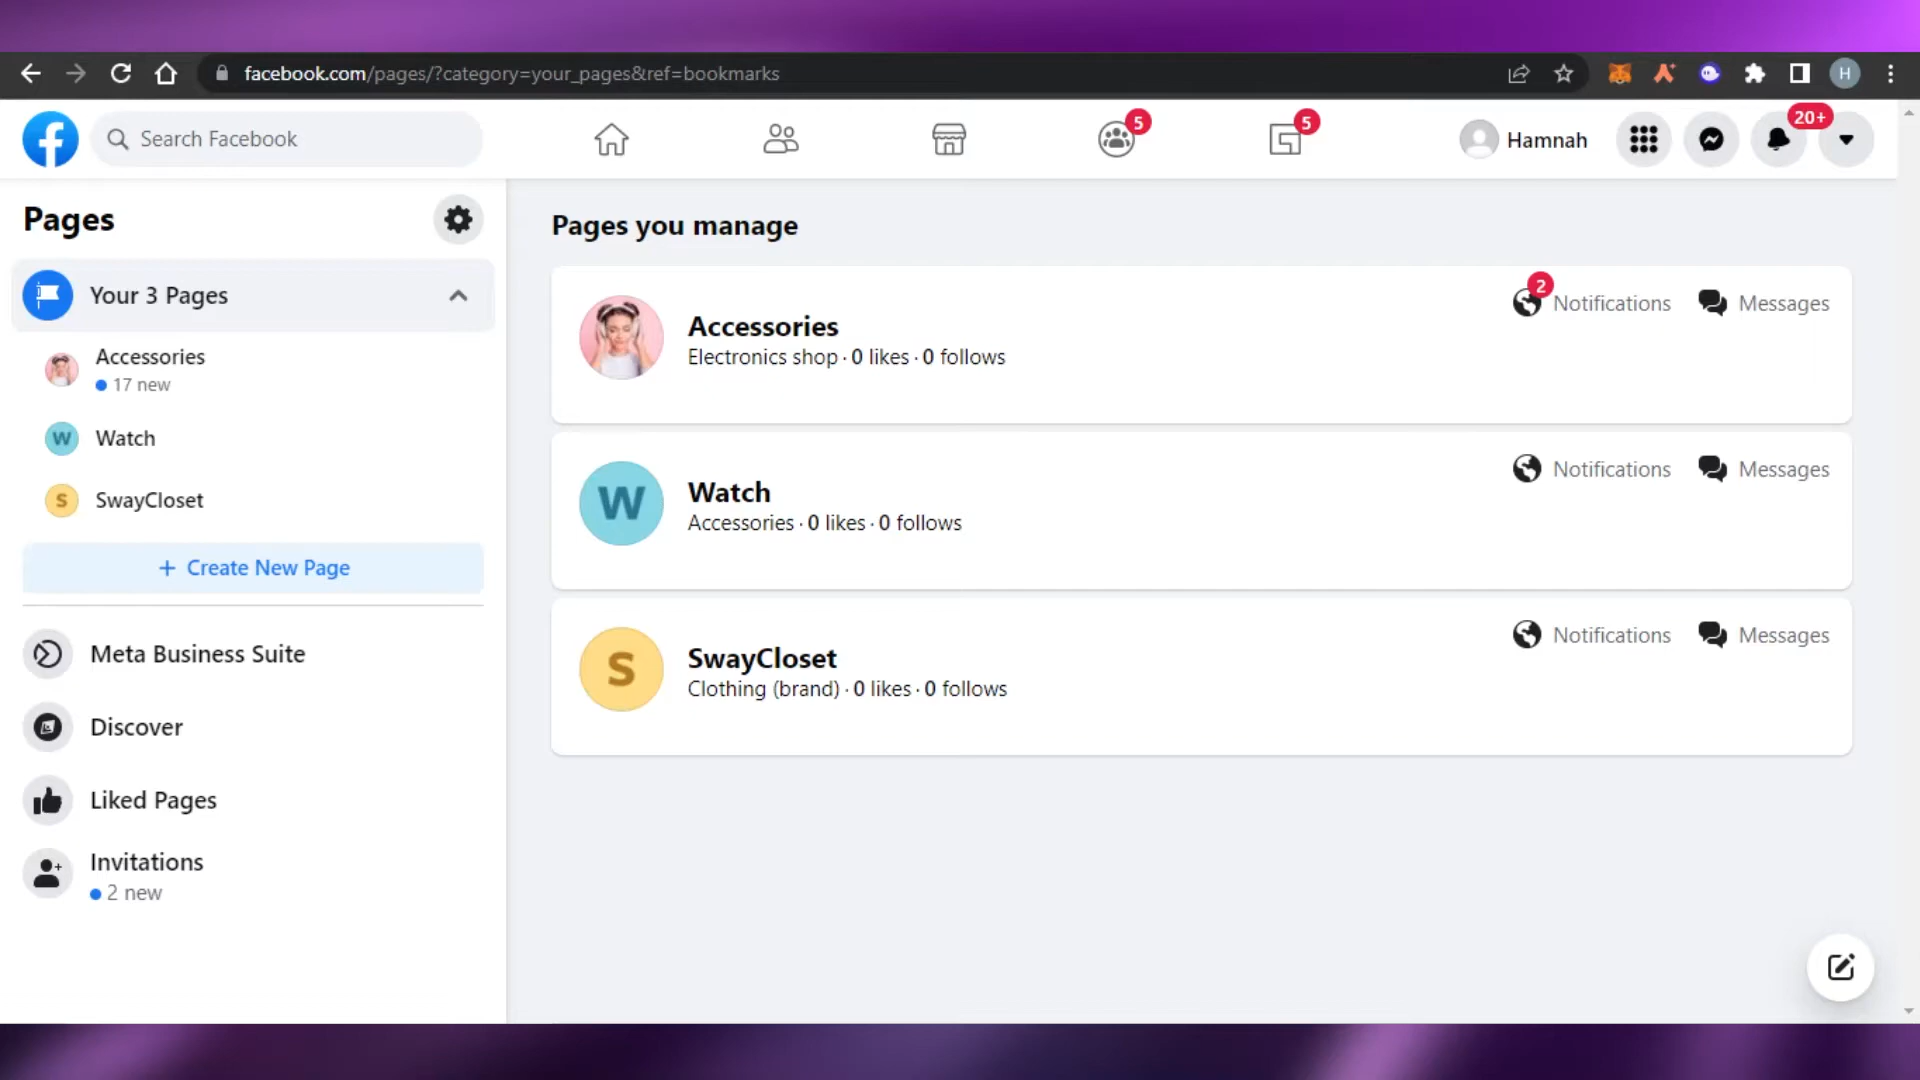 facebook.com/pages/?category=your_pages&ref=bookmarks
H
Search Facebook
5
5
Hamnah
20+
Pages
Your 3 Pages
Accessories
17 new
W Watch
S SwayCloset
+ Create New Page
Meta Business Suite
Discover
Liked Pages
Invitations
2 new
Pages you manage
Accessories
Electronics shop · 0 likes · 0 follows
2
Notifications Messages
W
Watch
Accessories · 0 likes · 0 follows
Notifications Messages
S
SwayCloset
Clothing (brand) · 0 likes · 0 follows
Notifications Messages